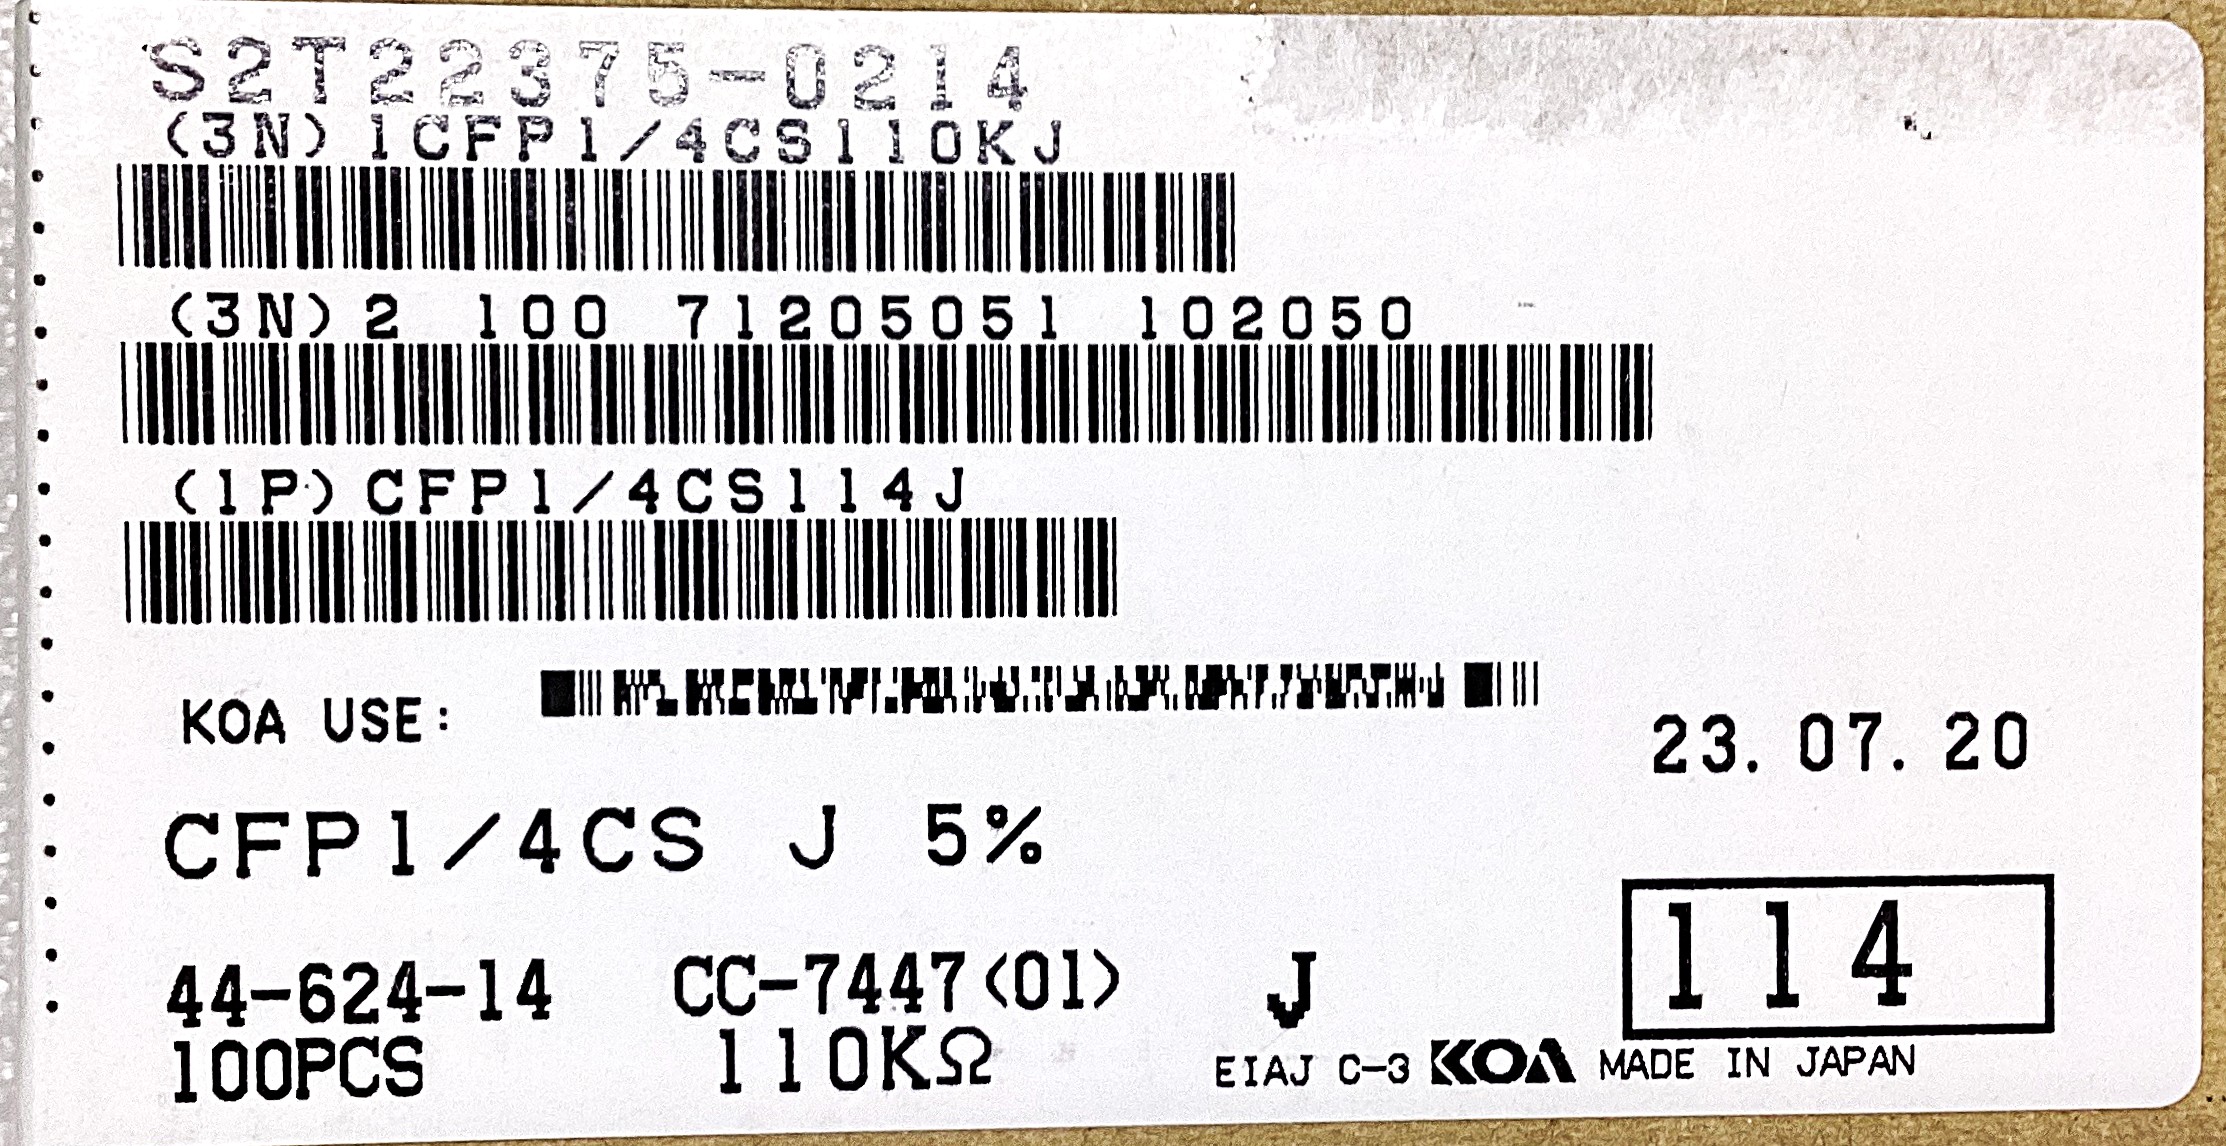 S2T22375-0214
(3N) 1CFP1/4CS110KJ
(3N) 2 100 71205051 102050
(1P) CFP1/4CS114J
KOA USE:
23. 07. 20
CFP1/4CS J 5%
114
44-624-14 CC-7447(01) J
100PCS 110KΩ
EIAJ C-3 KOA MADE IN JAPAN